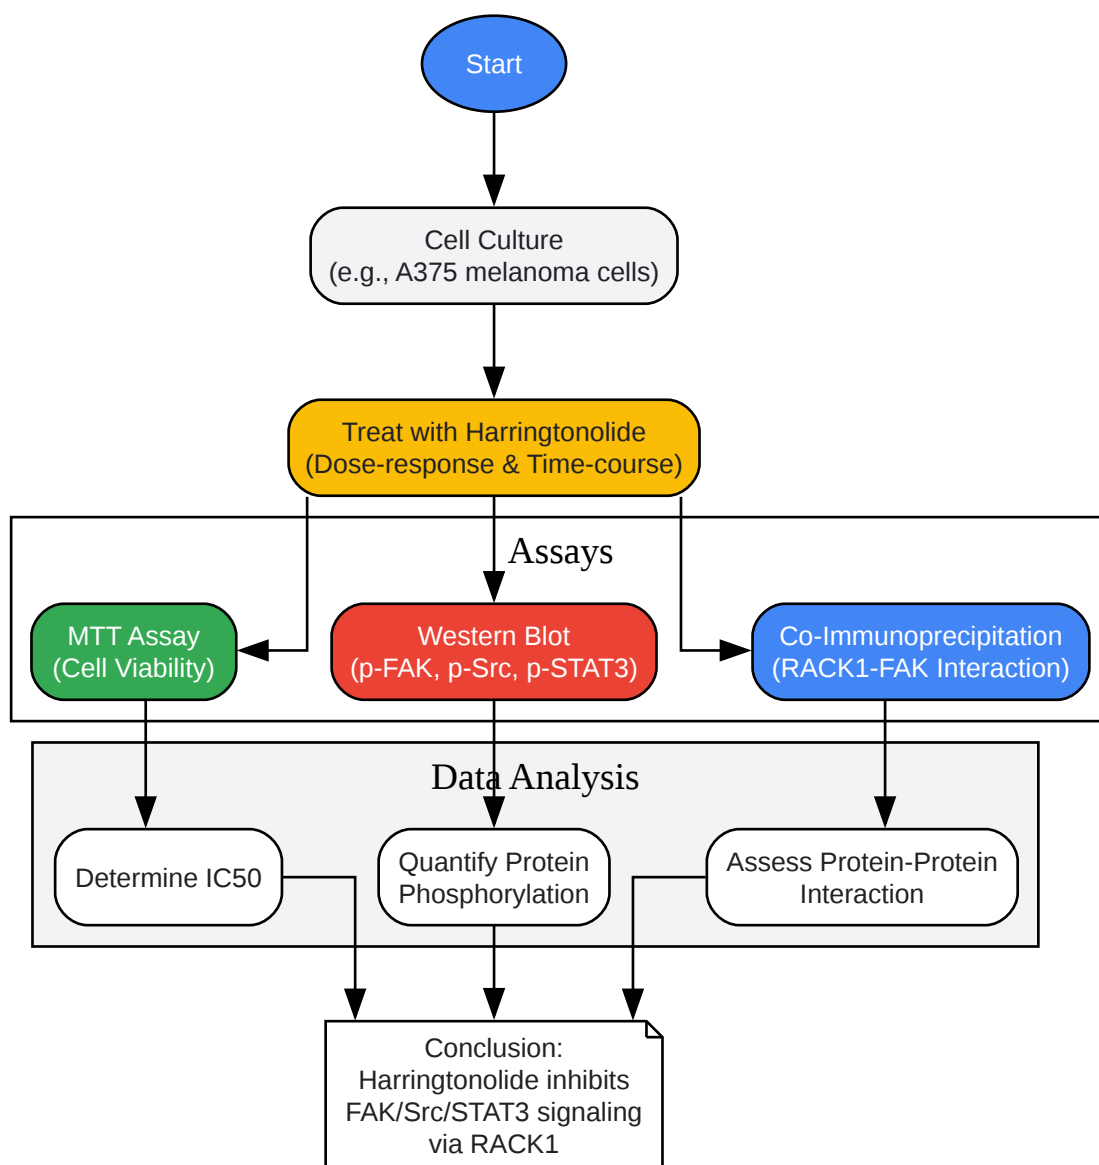 Start
Cell Culture
(e.g., A375 melanoma cells)
Treat with Harringtonolide
(Dose-response & Time-course)
Assays
MTT Assay
(Cell Viability)
Western Blot
(p-FAK, p-Src, p-STAT3)
Co-Immunoprecipitation
(RACK1-FAK Interaction)
Data Analysis
Determine IC50
Quantify Protein
Phosphorylation
Assess Protein-Protein
Interaction
Conclusion:
Harringtonolide inhibits
FAK/Src/STAT3 signaling
via RACK1